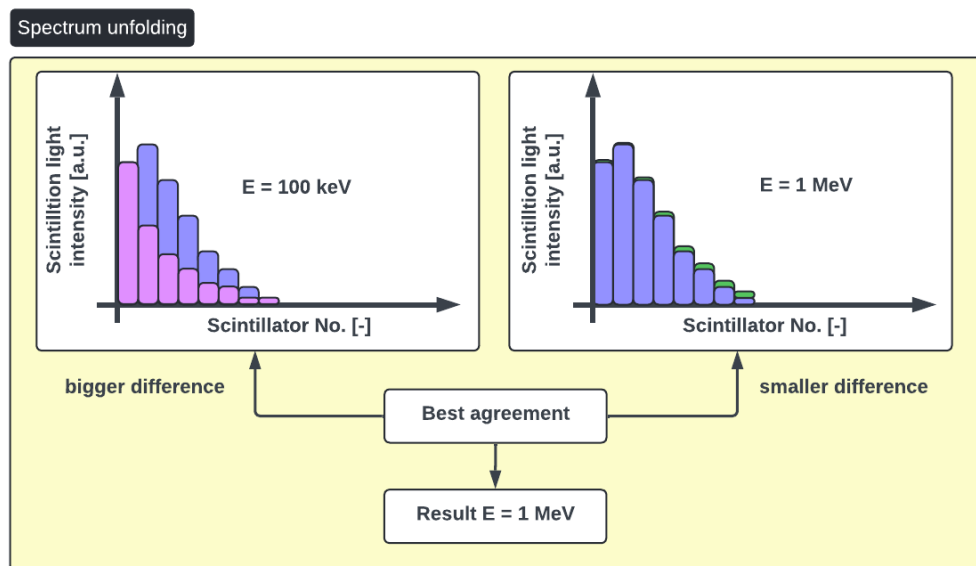 Spectrum unfolding
Scintilltion light
intensity [a.u.]
E = 100 keV
Scintillator No. [-]
Scintilltion light
intensity [a.u.]
E = 1 MeV
Scintillator No. [-]
bigger difference
smaller difference
Best agreement
Result E = 1 MeV